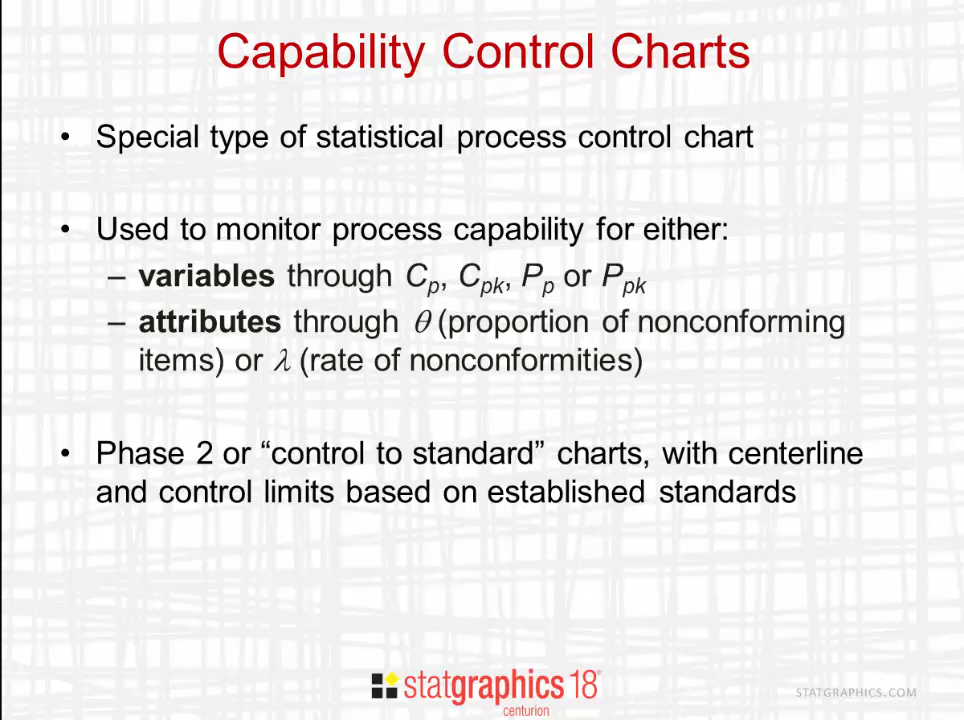 Capability Control Charts
• Special type of statistical process control chart
• Used to monitor process capability for either:
– variables through Cp, Cpk, Pp or Ppk
– attributes through θ (proportion of nonconforming
items) or λ (rate of nonconformities)
• Phase 2 or “control to standard” charts, with centerline
and control limits based on established standards
statgraphics 18®
centurion
STATGRAPHICS.COM